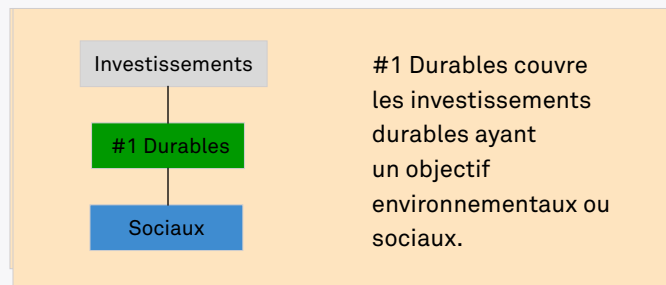 Investissements
#1 Durables
Sociaux
#1 Durables couvre
les investissements
durables ayant
un objectif
environnementaux ou
sociaux.